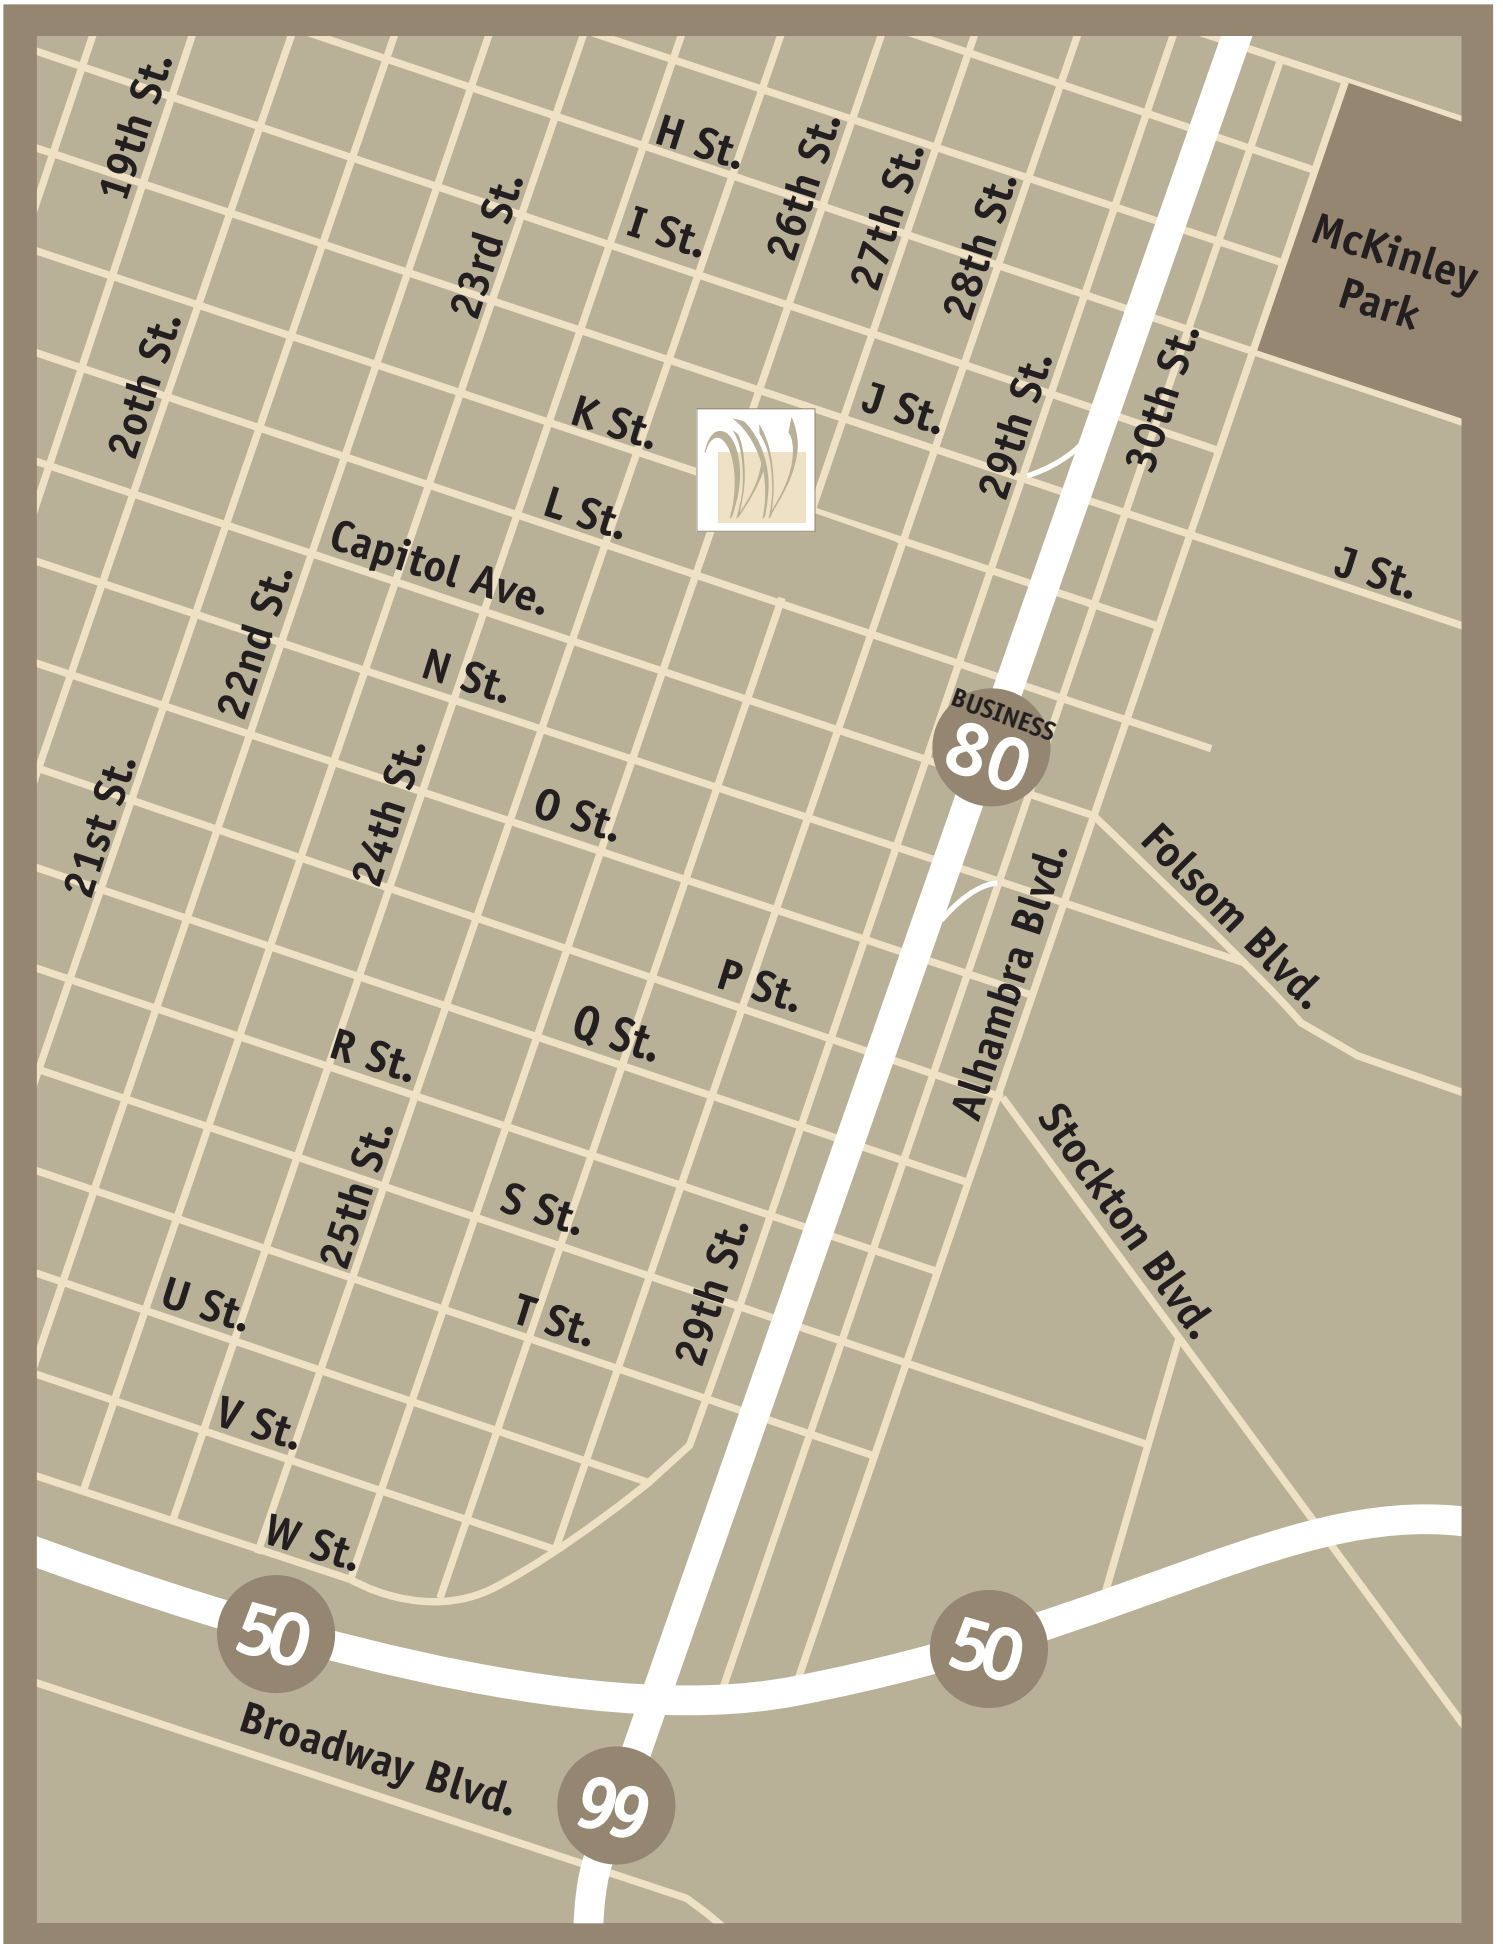 19th St.
H St.
26th St.
27th St.
23rd St.
I St.
28th St.
McKinley
Park
20th St.
K St.
J St.
29th St.
30th St.
L St.
Capitol Ave.
J St.
22nd St.
N St.
BUSINESS
80
21st St.
24th St.
O St.
Folsom Blvd.
Alhambra Blvd.
P St.
Q St.
R St.
Stockton Blvd.
25th St.
S St.
29th St.
U St.
T St.
V St.
W St.
50
50
Broadway Blvd.
99